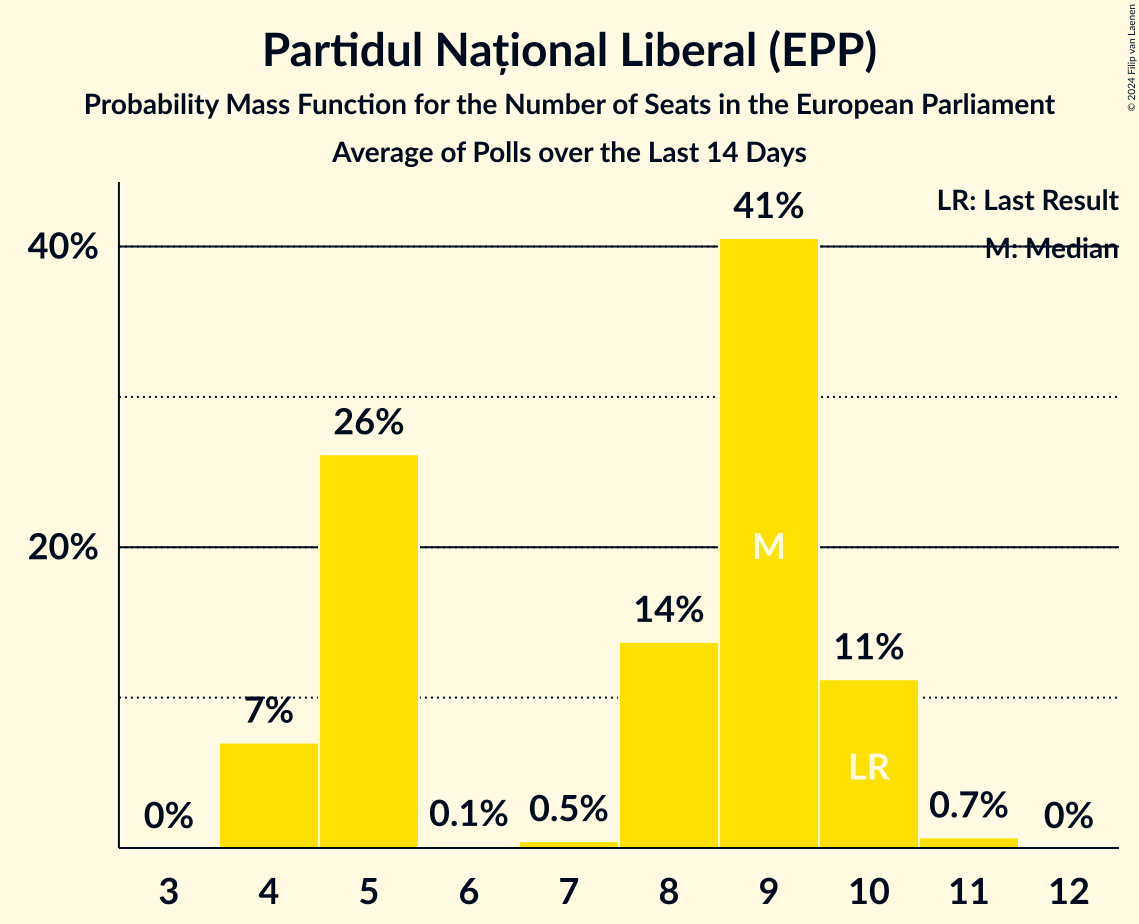 Partidul Național Liberal (EPP)
Probability Mass Function for the Number of Seats in the European Parliament
Average of Polls over the Last 14 Days
© 2024 Filip van Laenen
LR: Last Result
M: Median
40%
20%
0%
7%
26%
0.1%
0.5%
14%
41%
11%
0.7%
0%
M
LR
3 4 5 6 7 8 9 10 11 12